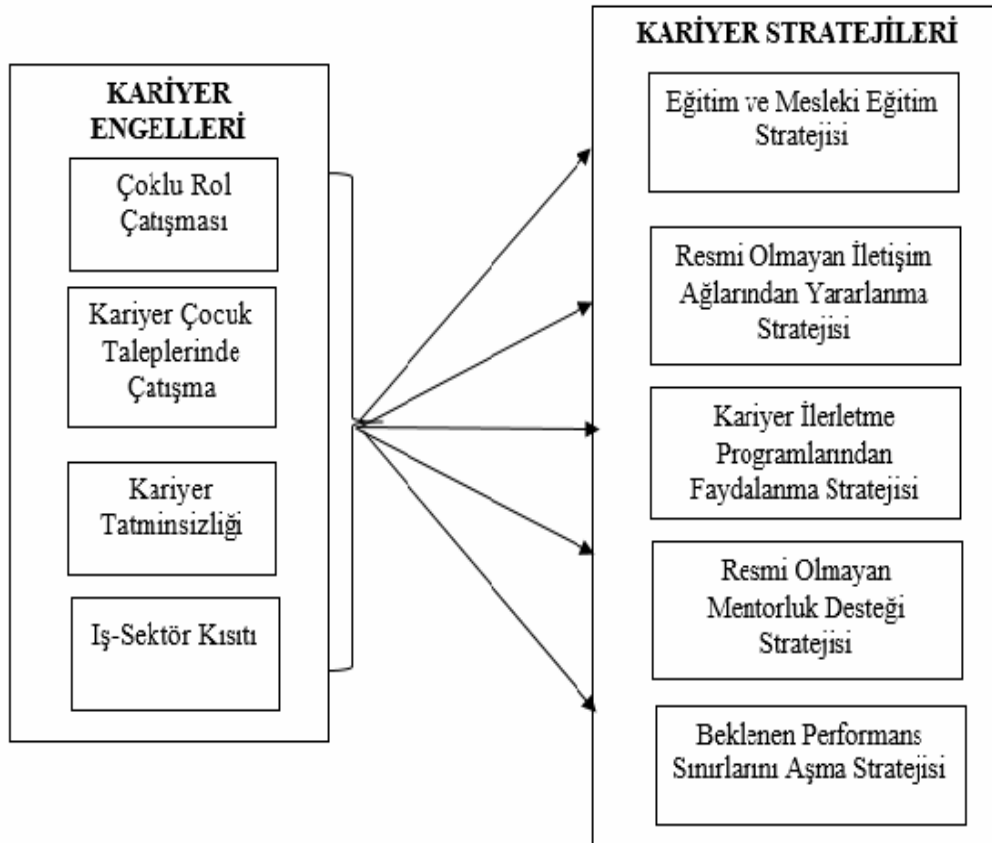 KARİYER
ENGELLERİ
Çoklu Rol
Çatışması
Kariyer Çocuk
Taleplerinde
Çatışma
Kariyer
Tatminsizliği
Iş-Sektör Kısıtı
KARİYER STRATEJİLERİ
Eğitim ve Mesleki Eğitim
Stratejisi
Resmi Olmayan İletişim
Ağlarından Yararlanma
Stratejisi
Kariyer İlerletme
Programlarından
Faydalanma Stratejisi
Resmi Olmayan
Mentorluk Desteği
Stratejisi
Beklenen Performans
Sınırlarını Aşma Stratejisi